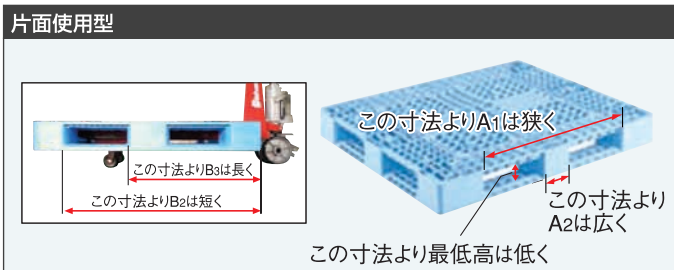 片面使用型
この寸法よりA1は狭く
この寸法よりB3は長く
この寸法よりB2は短く
この寸法より
A2は広く
この寸法より最低高は低く